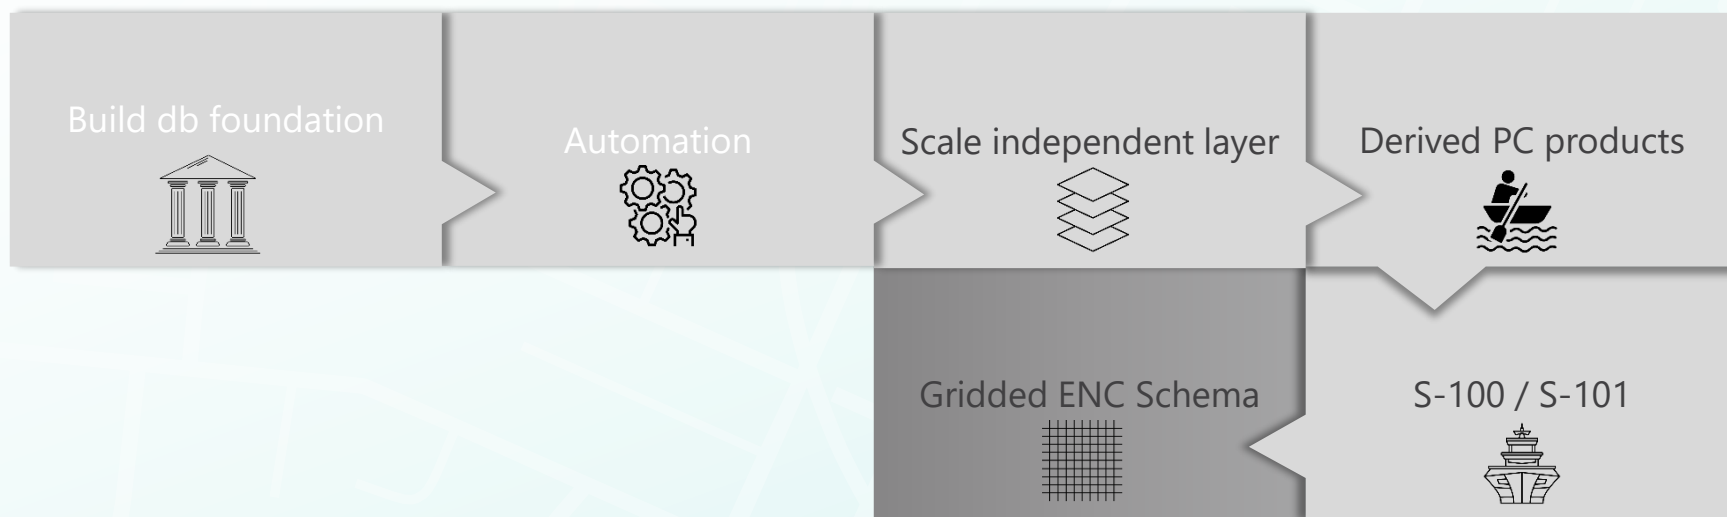 Build db foundation
Automation
Scale independent layer
Derived PC products
S-100 / S-101
Gridded ENC Schema